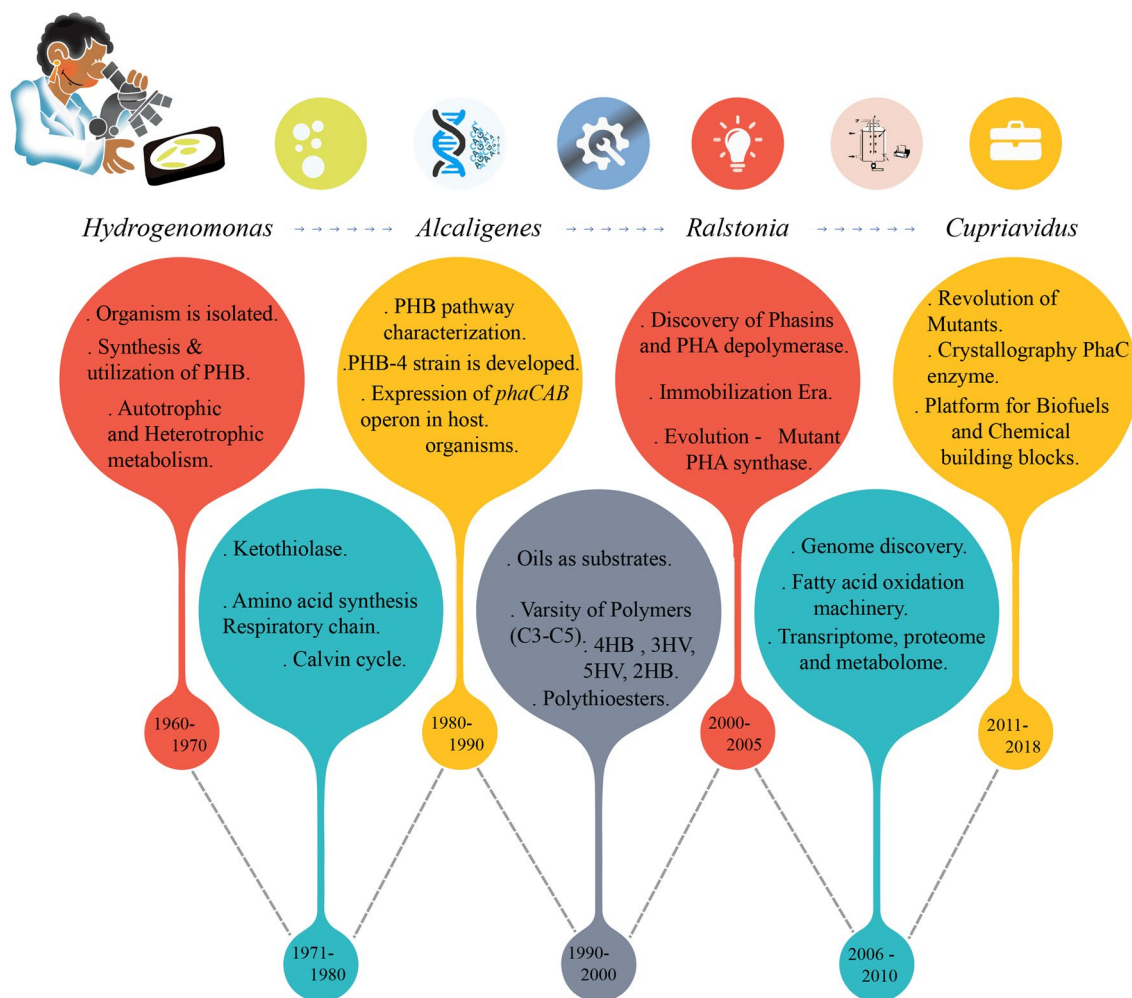 Hydrogenomonas
Alcaligenes
Ralstonia
Cupriavidus
. Organism is isolated.
. Synthesis &
utilization of PHB.
. Autotrophic
and Heterotrophic
metabolism.
1960-
1970
. Ketothiolase.
. Amino acid synthesis
Respiratory chain.
. Calvin cycle.
1971-
1980
. PHB pathway
characterization.
.PHB-4 strain is developed.
. Expression of phaCAB
operon in host.
organisms.
1980-
1990
. Oils as substrates.
. Varsity of Polymers
(C3-C5).
. 4HB , 3HV,
5HV, 2HB.
. Polythioesters.
1990-
2000
. Discovery of Phasins
and PHA depolymerase.
. Immobilization Era.
. Evolution - Mutant
PHA synthase.
2000-
2005
. Genome discovery.
. Fatty acid oxidation
machinery.
. Transriptome, proteome
and metabolome.
2006 -
2010
. Revolution of
Mutants.
. Crystallography PhaC
enzyme.
. Platform for Biofuels
and Chemical
building blocks.
2011-
2018